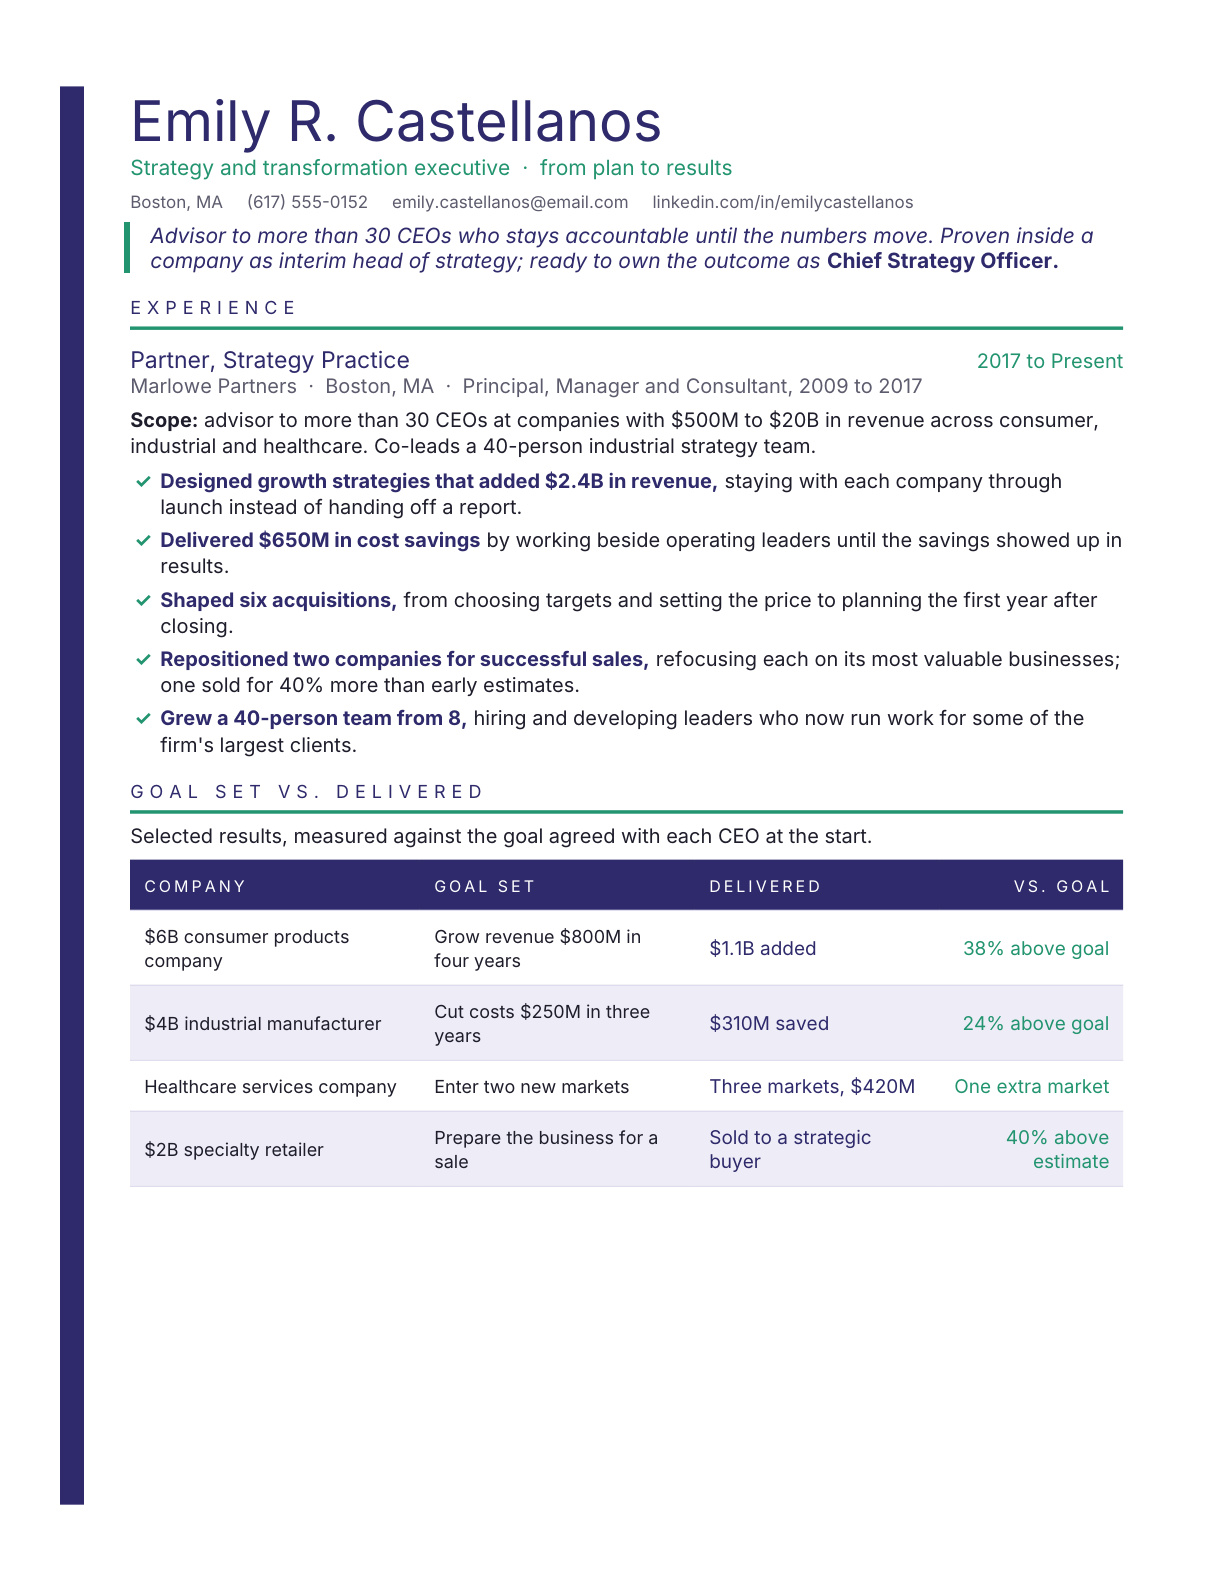 Emily R. Castellanos
Strategy and transformation executive · from plan to results
Boston, MA (617) 555-0152 emily.castellanos@email.com linkedin.com/in/emilycastellanos
Advisor to more than 30 CEOs who stays accountable until the numbers move. Proven inside a
company as interim head of strategy; ready to own the outcome as Chief Strategy Officer.
EXPERIENCE
Partner, Strategy Practice 2017 to Present
Marlowe Partners · Boston, MA · Principal, Manager and Consultant, 2009 to 2017
Scope: advisor to more than 30 CEOs at companies with $500M to $20B in revenue across consumer,
industrial and healthcare. Co-leads a 40-person industrial strategy team.
✓ Designed growth strategies that added $2.4B in revenue, staying with each company through
launch instead of handing off a report.
✓ Delivered $650M in cost savings by working beside operating leaders until the savings showed up in
results.
✓ Shaped six acquisitions, from choosing targets and setting the price to planning the first year after
closing.
✓ Repositioned two companies for successful sales, refocusing each on its most valuable businesses;
one sold for 40% more than early estimates.
✓ Grew a 40-person team from 8, hiring and developing leaders who now run work for some of the
firm's largest clients.
GOAL SET VS. DELIVERED
Selected results, measured against the goal agreed with each CEO at the start.
COMPANY GOAL SET DELIVERED VS. GOAL
$6B consumer products
company
Grow revenue $800M in
four years
$1.1B added
38% above goal
$4B industrial manufacturer
Cut costs $250M in three
years
$310M saved
24% above goal
Healthcare services company Enter two new markets Three markets, $420M One extra market
$2B specialty retailer
Prepare the business for a
sale
Sold to a strategic
buyer
40% above
estimate